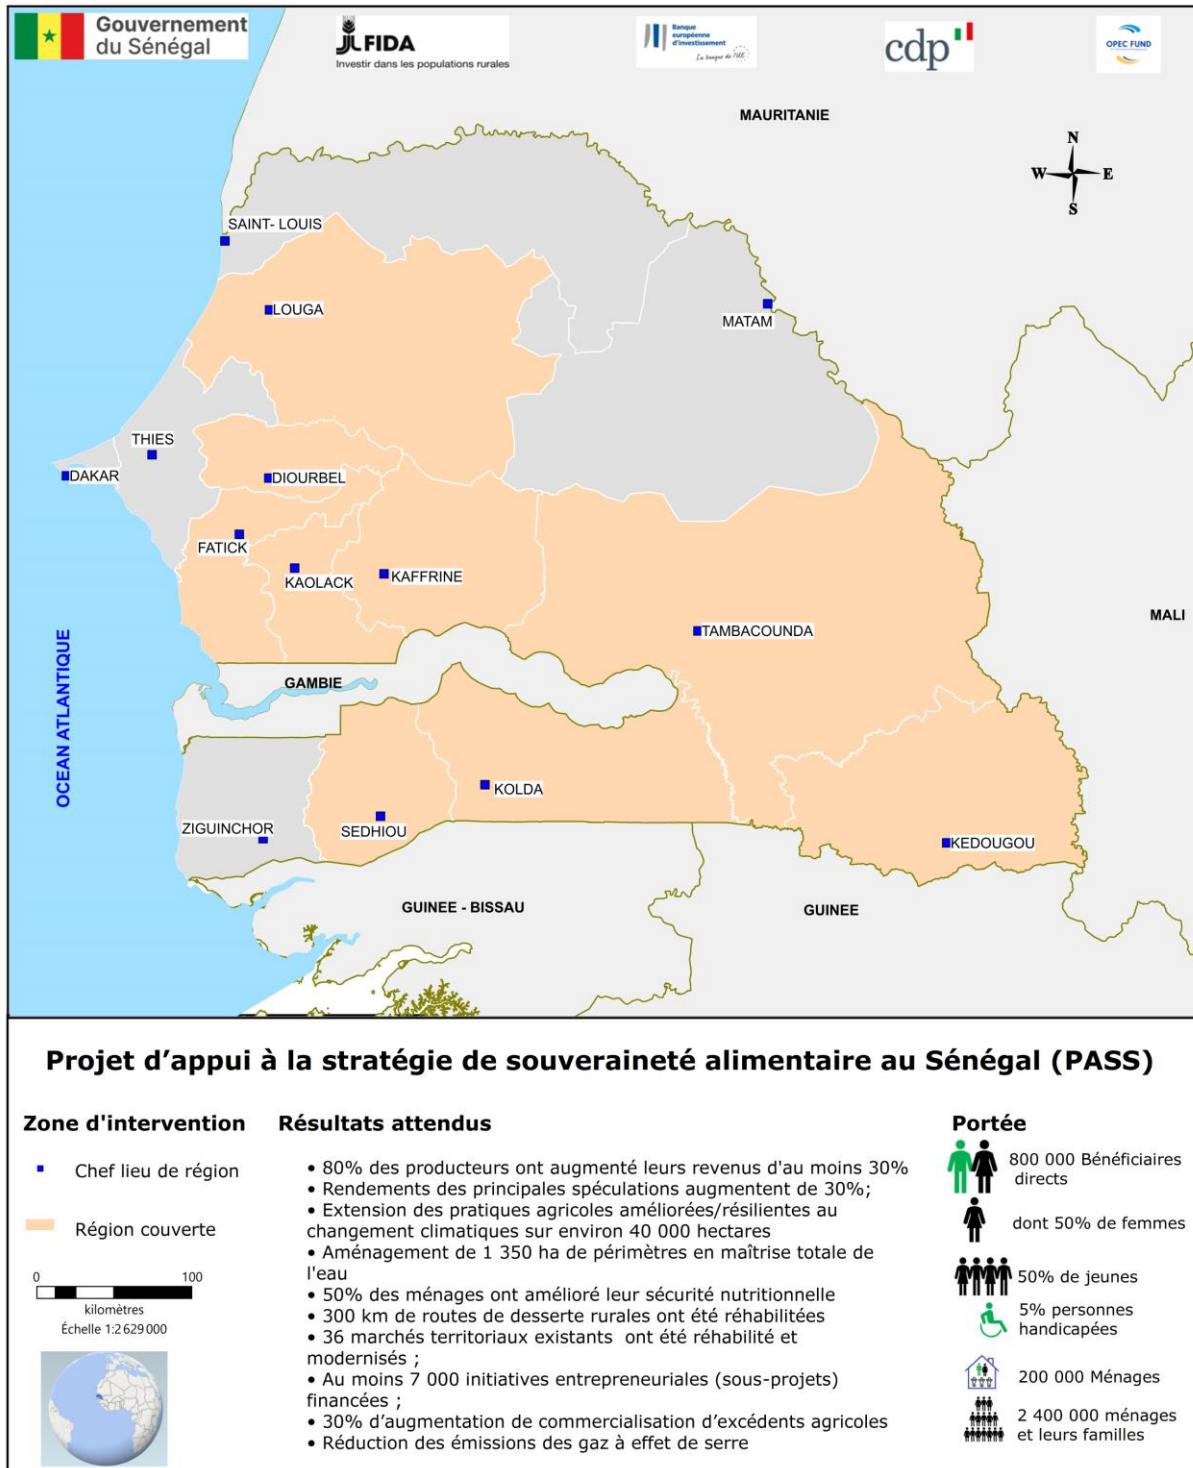 Gouvernement
du Sénégal
FIDA
Investir dans les populations rurales
Banque
européenne
d'investissement
La banque de l'UE
cdp
OPEC FUND
MAURITANIE
N
W
E
S
SAINT- LOUIS
LOUGA
MATAM
THIES
DAKAR
DIOURBEL
FATICK
KAOLACK
KAFFRINE
MALI
TAMBACOUNDA
OCEAN ATLANTIQUE
GAMBIE
KOLDA
ZIGUINCHOR
SEDHIOU
KEDOUGOU
GUINEE - BISSAU
GUINEE
Projet d’appui à la stratégie de souveraineté alimentaire au Sénégal (PASS)
Zone d'intervention
Chef lieu de région
Région couverte
0
100
kilomètres
Échelle 1:2 629 000
Résultats attendus
• 80% des producteurs ont augmenté leurs revenus d'au moins 30%
• Rendements des principales spéculations augmentent de 30%;
• Extension des pratiques agricoles améliorées/résilientes au
changement climatiques sur environ 40 000 hectares
• Aménagement de 1 350 ha de périmètres en maîtrise totale de
l'eau
• 50% des ménages ont amélioré leur sécurité nutritionnelle
• 300 km de routes de desserte rurales ont été réhabilitées
• 36 marchés territoriaux existants ont été réhabilité et
modernisés ;
• Au moins 7 000 initiatives entrepreneuriales (sous-projets)
financées ;
• 30% d’augmentation de commercialisation d’excédents agricoles
• Réduction des émissions des gaz à effet de serre
Portée
800 000 Bénéficiaires
directs
dont 50% de femmes
50% de jeunes
5% personnes
handicapées
200 000 Ménages
2 400 000 ménages
et leurs familles